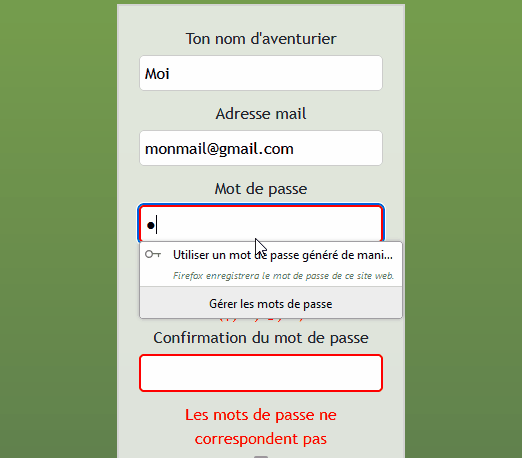 Ton nom d'aventurier
Moi
Adresse mail
monmail@gmail.com
Mot de passe
●
Utiliser un mot de passe généré de mani...
Firefox enregistrera le mot de passe de ce site web.
Gérer les mots de passe
Confirmation du mot de passe
Les mots de passe ne
correspondent pas